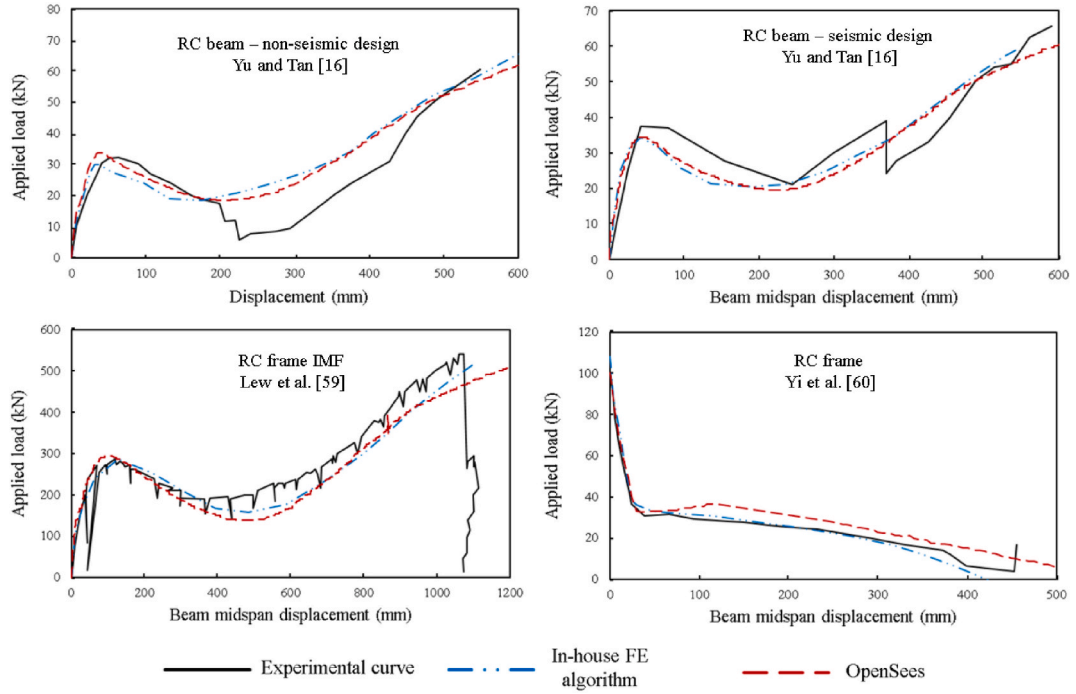 80
70
60
50
40
30
20
10
0
Applied load (kN)
RC beam – non-seismic design
Yu and Tan [16]
0 100 200 300 400 500 600
Displacement (mm)
70
60
50
40
30
20
10
0
Applied load (kN)
RC beam – seismic design
Yu and Tan [16]
0 100 200 300 400 500 600
Beam midspan displacement (mm)
600
500
400
300
200
100
0
Applied load (kN)
RC frame IMF
Lew et al. [59]
0 200 400 600 800 1000 1200
Beam midspan displacement (mm)
120
100
80
60
40
20
0
Applied load (kN)
RC frame
Yi et al. [60]
0 100 200 300 400 500
Beam midspan displacement (mm)
Experimental curve
In-house FE
algorithm
OpenSees